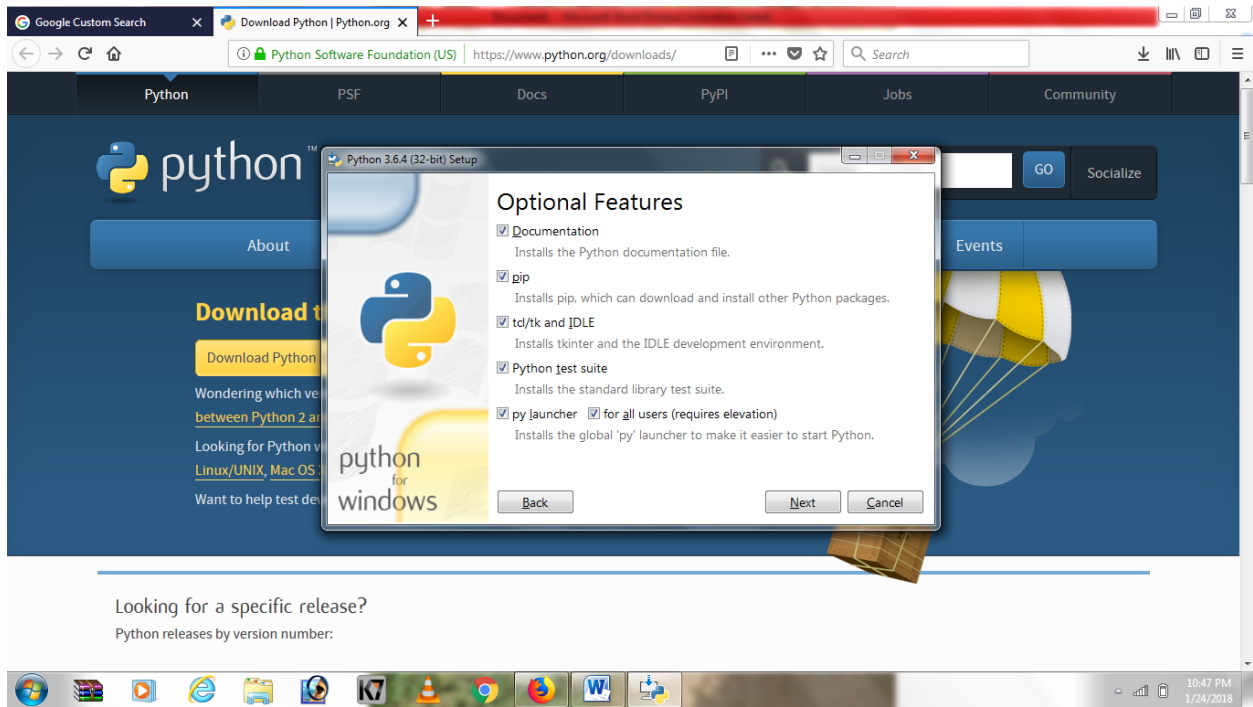 Google Custom Search
Download Python | Python.org
Python Software Foundation (US)
https://www.python.org/downloads/
Search
Python
PSF
Docs
PyPI
Jobs
Community
python™
GO
Socialize
About
Events
Download
Download Python
Wondering which
between Python 2
Looking for Python
Linux/UNIX, Mac OS
Want to help test
Python 3.6.4 (32-bit) Setup
Optional Features
Documentation
Installs the Python documentation file.
pip
Installs pip, which can download and install other Python packages.
tcl/tk and IDLE
Installs tkinter and the IDLE development environment.
Python test suite
Installs the standard library test suite.
py launcher for all users (requires elevation)
Installs the global 'py' launcher to make it easier to start Python.
python
for
windows
Back
Next
Cancel
Looking for a specific release?
Python releases by version number:
K7
W
10:47 PM
1/24/2018